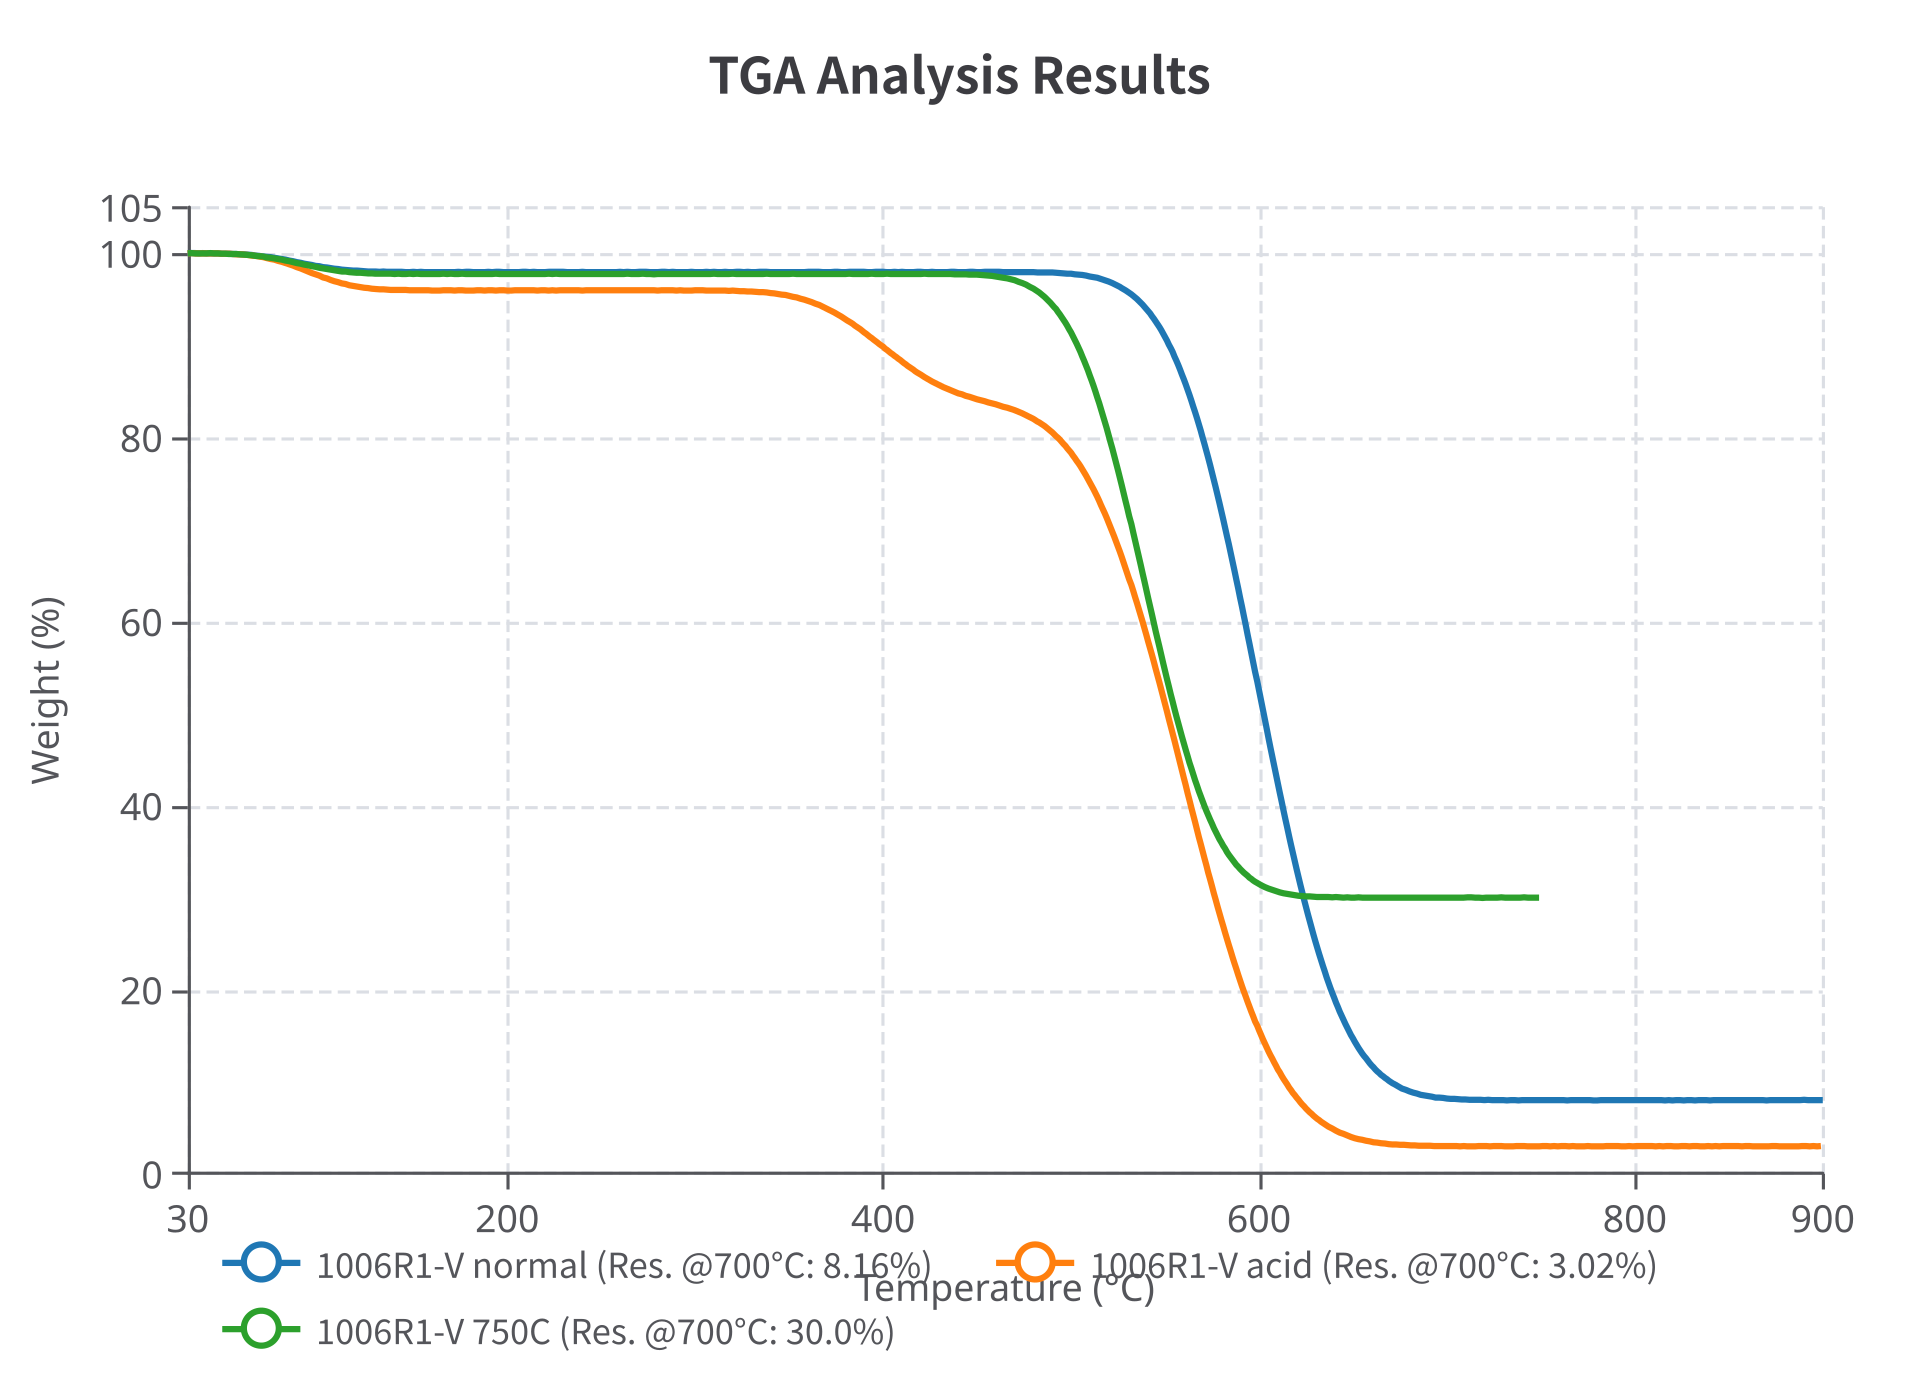 TGA Analysis Results
105
100
80
60
40
20
0
Weight (%)
30 200 400 600 800 900
1006R1-V normal (Res. @700°C: 8.16%) 1006R1-V acid (Res. @700°C: 3.02%)
Temperature (°C)
1006R1-V 750C (Res. @700°C: 30.0%)